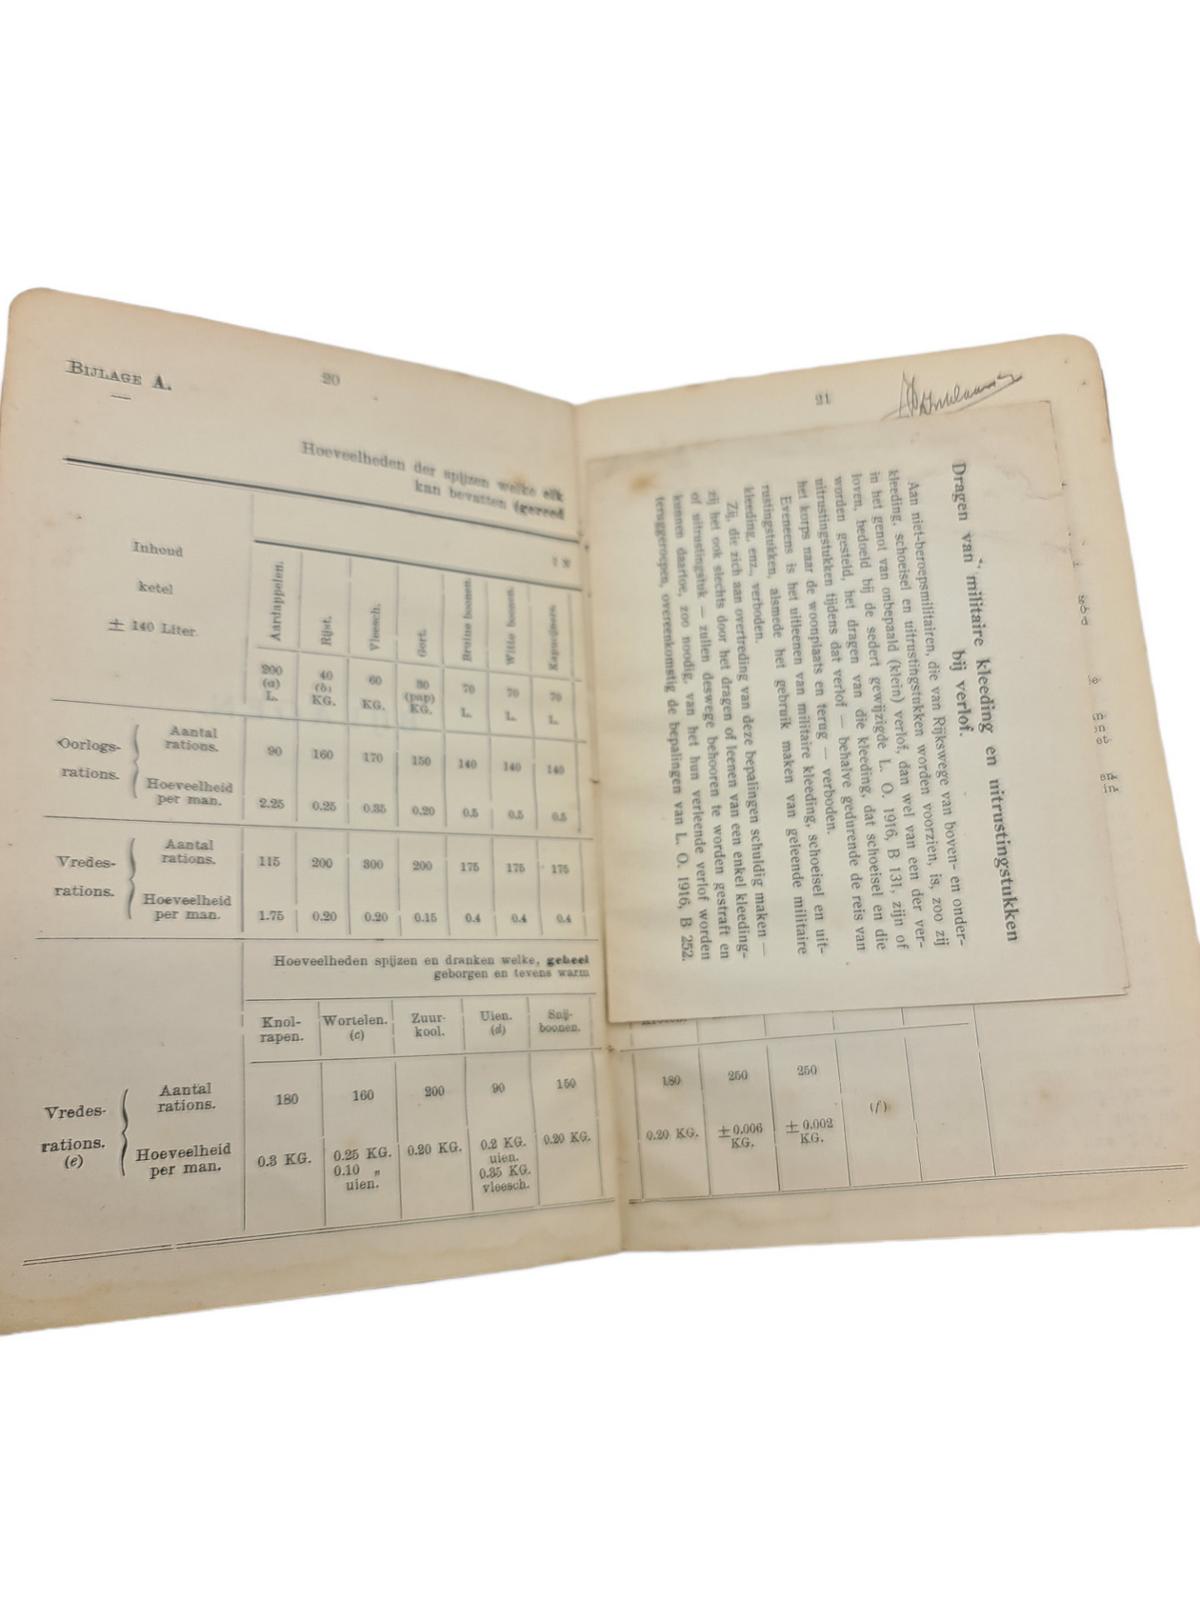 BIJLAGE A.
20
Hoeveelheden der spijzen welke elk
kan bevatten (gereed
Inhoud
ketel
± 140 Liter.
Aardappelen.
Rijst.
Vleesch.
Gort.
Bruine boonen.
Witte boonen.
Kapucijners.
200 (a) L.
40 (b) KG.
60 KG.
80 (pap) KG.
70 L.
70 L.
70 L.
Oorlogs-
rations.
Aantal
rations.
90 160 170 150 140 140 140
Hoeveelheid
per man.
2.25 0.25 0.35 0.20 0.5 0.5 0.5
Vredes-
rations.
Aantal
rations.
115 200 300 200 175 175 175
Hoeveelheid
per man.
1.75 0.20 0.20 0.15 0.4 0.4 0.4
Hoeveelheden spijzen en dranken welke, geheel
geborgen en tevens warm
Knol-
rapen.
Wortelen.
(c)
Zuur-
kool.
Uien.
(d)
Snij-
boonen.
Vredes-
rations.
(e)
Aantal
rations.
180 160 200 90 150
Hoeveelheid
per man.
0.3 KG.
0.25 KG.
0.10 „
uien.
0.20 KG.
0.2 KG.
uien.
0.35 KG.
vleesch.
0.20 KG.
21
Dragen van militaire kleeding en uitrustingstukken
bij verlof.
Aan niet-beroepsmilitairen, die van Rijkswege van boven- en onder-
kleeding, schoeisel en uitrustingstukken worden voorzien, is, zoo zij
in het genot van onbepaald (klein) verlof, dan wel van een der ver-
loven, bedoeld bij de sedert gewijzigde L. O. 1916, B 131, zijn of
worden gesteld, het dragen van die kleeding, dat schoeisel en die
uitrustingstukken tijdens dat verlof — behalve gedurende de reis van
het korps naar de woonplaats en terug — verboden.
Eveneens is het uitleenen van militaire kleeding, schoeisel en uit-
rustingstukken, alsmede het gebruik maken van geleende militaire
kleeding, enz., verboden.
Zij, die zich aan overtreding van deze bepalingen schuldig maken —
zij het ook slechts door het dragen of leenen van een enkel kleeding-
of uitrustingstuk — zullen deswege behooren te worden gestraft en
kunnen daartoe, zoo noodig, van het hun verleende verlof worden
teruggeroepen, overeenkomstig de bepalingen van L. O. 1916, B 252.
180 250 250
(f)
0.20 KG.
± 0.006
KG.
± 0.002
KG.